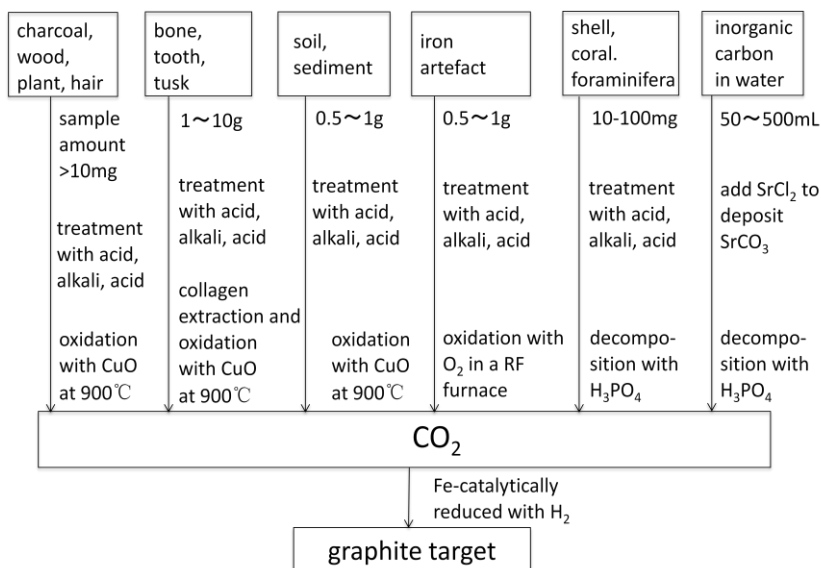 charcoal,
wood,
plant, hair
bone,
tooth,
tusk
soil,
sediment
iron
artefact
shell,
coral.
foraminifera
inorganic
carbon
in water
sample
amount
>10mg
treatment
with acid,
alkali, acid
oxidation
with CuO
at 900℃
1〜10g
treatment
with acid,
alkali, acid
collagen
extraction and
oxidation
with CuO
at 900℃
0.5〜1g
treatment
with acid,
alkali, acid
oxidation
with CuO
at 900℃
0.5〜1g
treatment
with acid,
alkali, acid
oxidation with
O₂ in a RF
furnace
10-100mg
treatment
with acid,
alkali, acid
decompo-
sition with
H₃PO₄
50〜500mL
add SrCl₂ to
deposit
SrCO₃
decompo-
sition with
H₃PO₄
CO₂
Fe-catalytically
reduced with H₂
graphite target